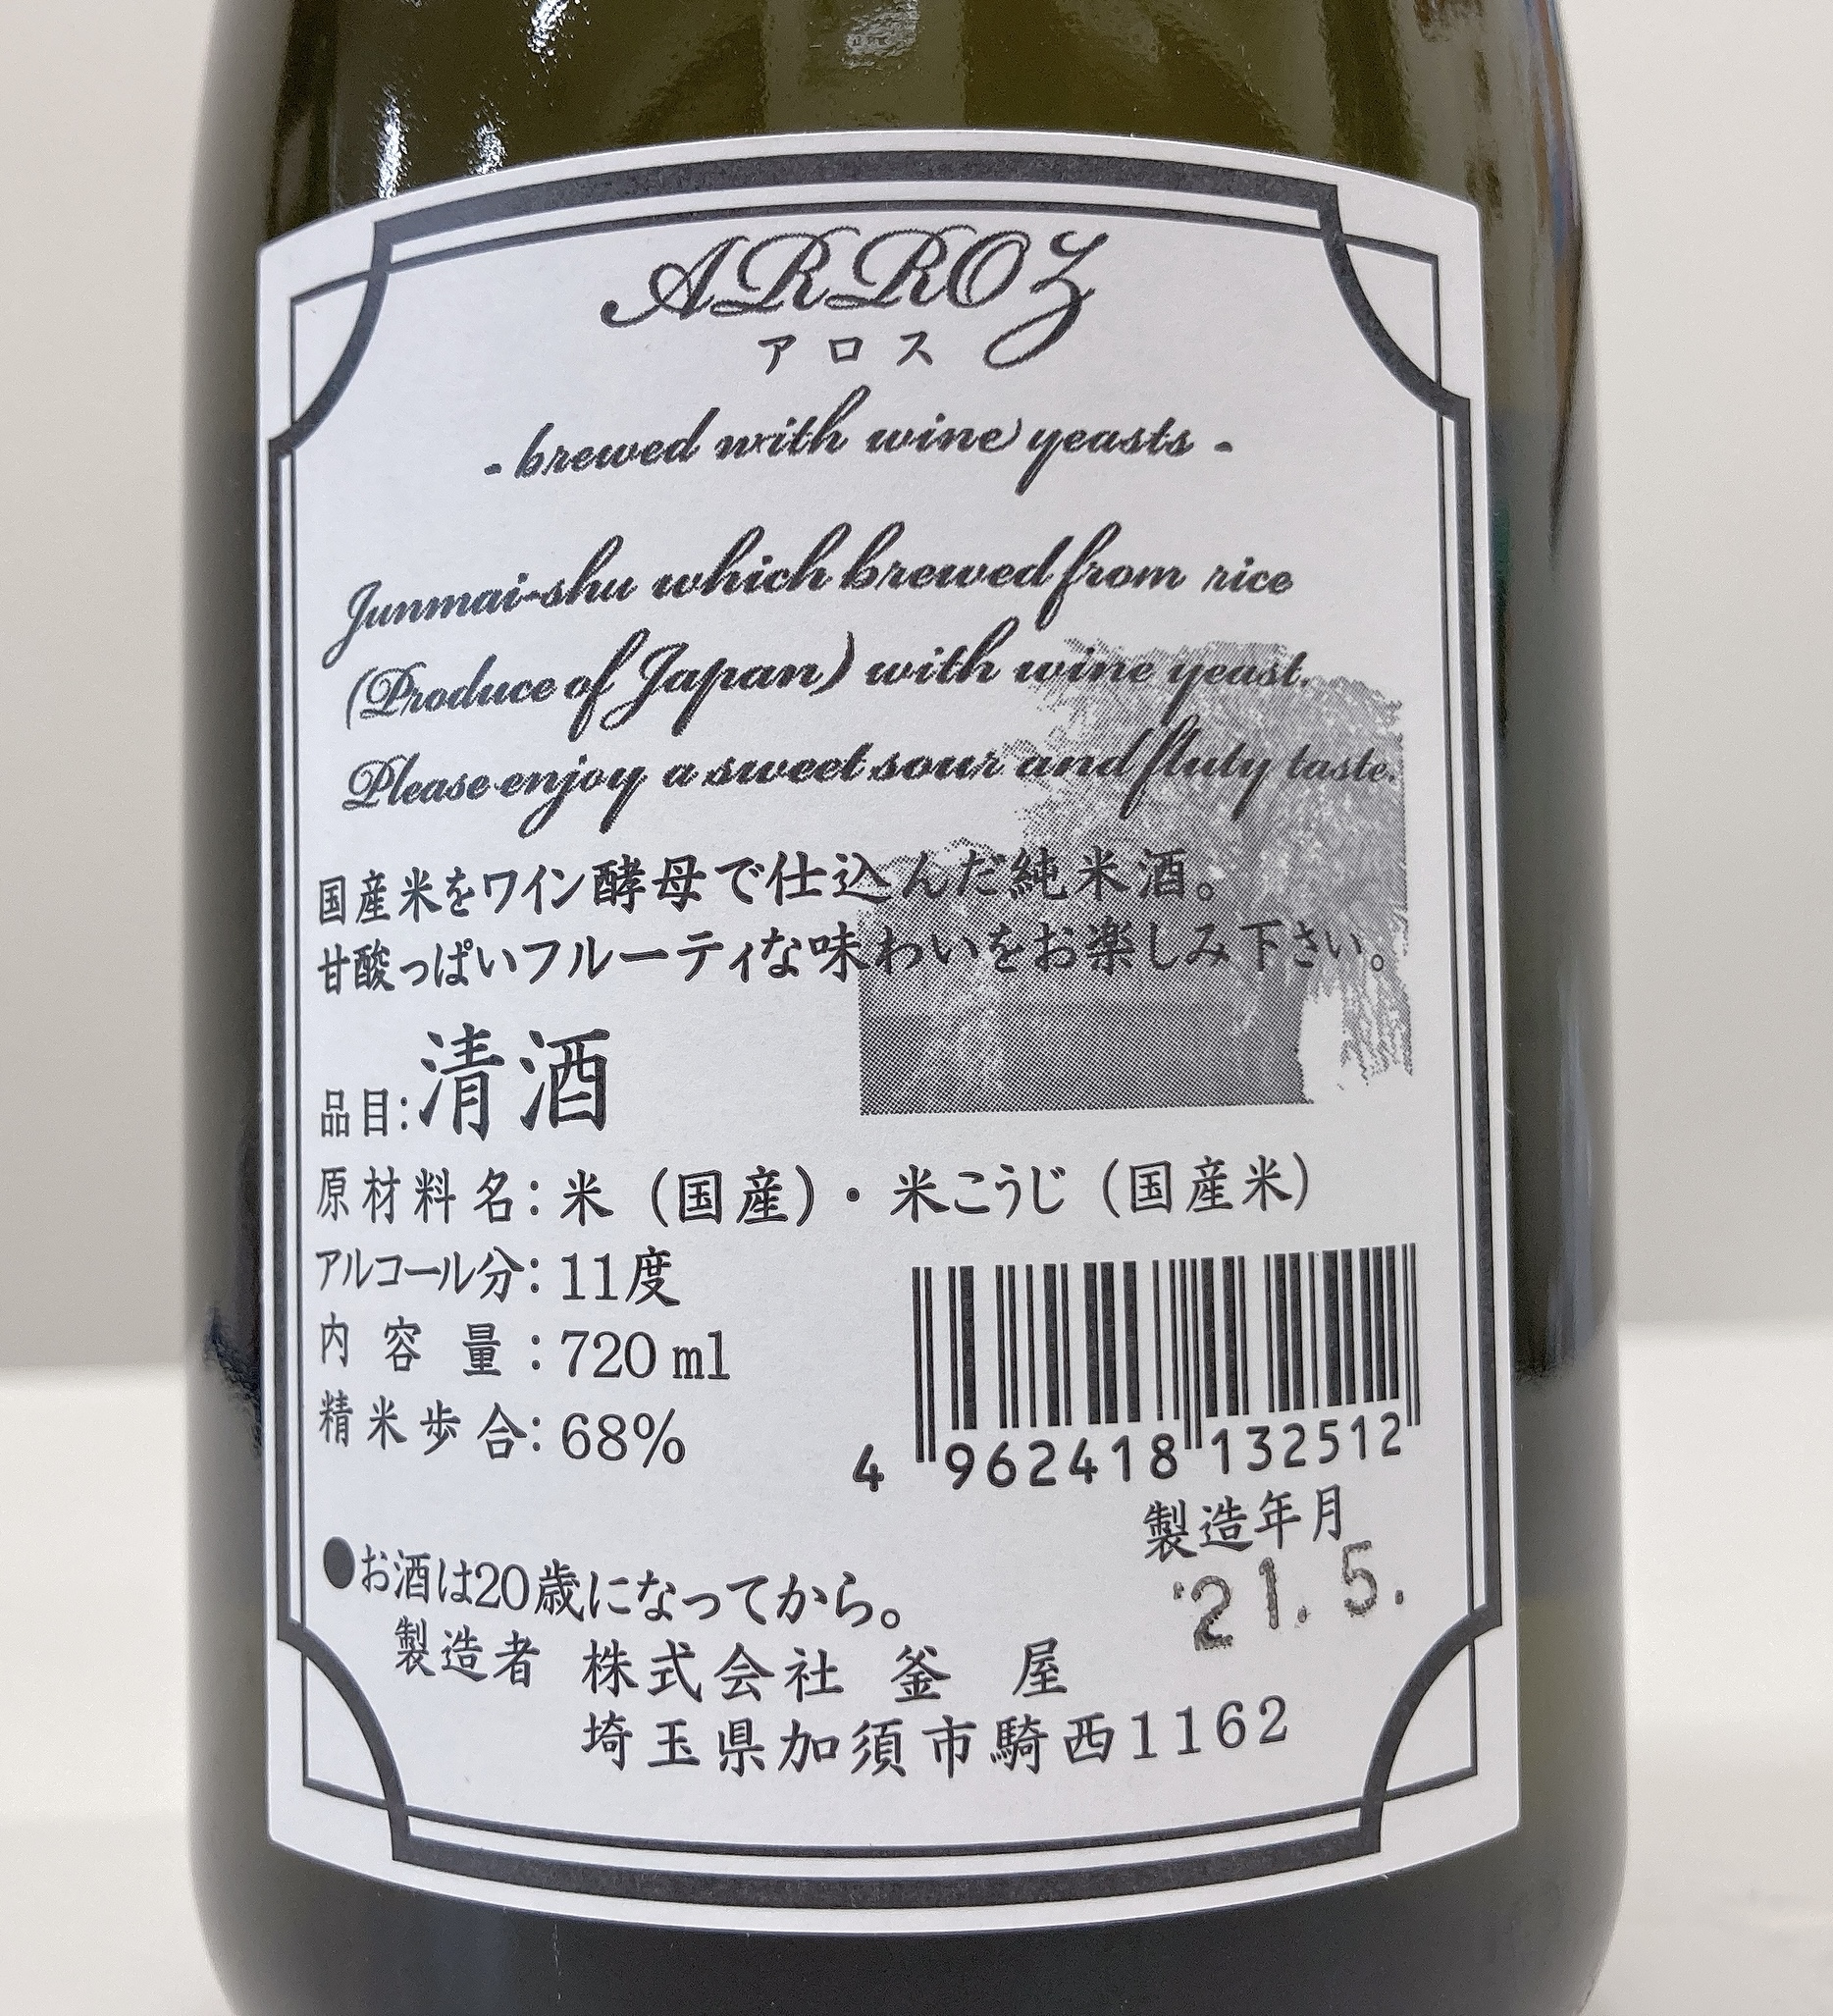 ARROZ
アロス
- brewed with wine yeasts -
Junmai-shu which brewed from rice
(Produce of Japan) with wine yeast.
Please enjoy a sweet sour and fluty taste.
国産米をワイン酵母で仕込んだ純米酒。
甘酸っぱいフルーティな味わいをお楽しみ下さい。
品目:清酒
原材料名:米（国産）・米こうじ（国産米）
アルコール分:11度
内容量:720ml
精米歩合:68%
4 962418 132512
製造年月
'21.5.
●お酒は20歳になってから。
製造者 株式会社 釜屋
埼玉県加須市騎西1162